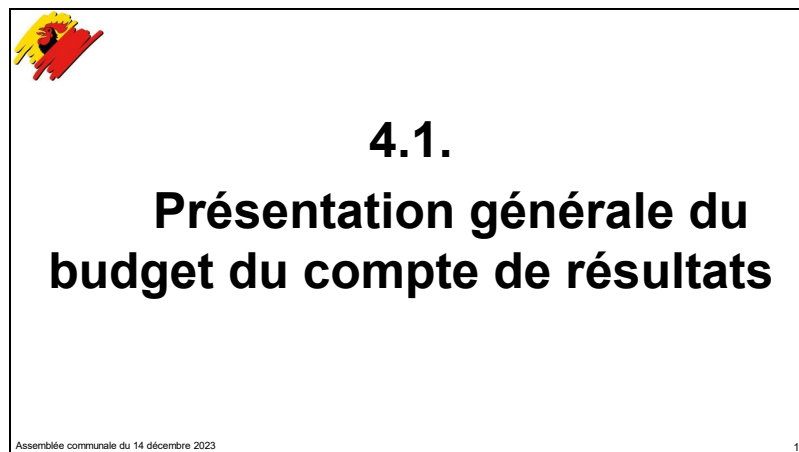 4.1.
Présentation générale du
budget du compte de résultats
Assemblée communale du 14 décembre 2023
1